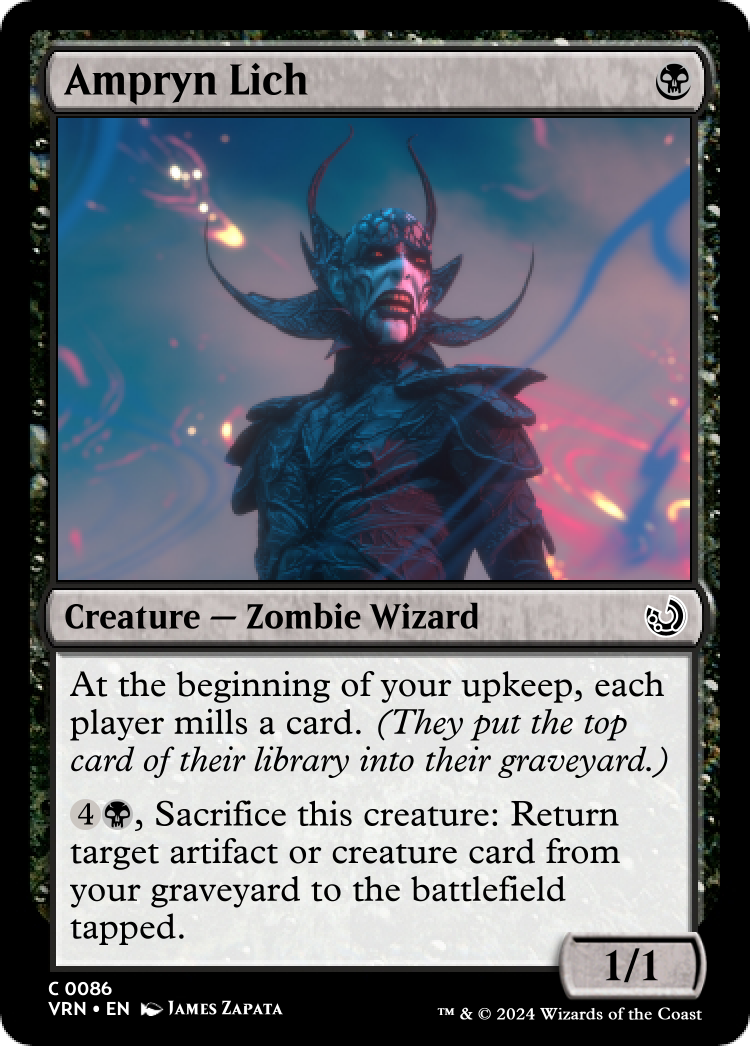 Ampryn Lich
Creature — Zombie Wizard
At the beginning of your upkeep, each
player mills a card. (They put the top
card of their library into their graveyard.)
4, Sacrifice this creature: Return
target artifact or creature card from
your graveyard to the battlefield
tapped.
1/1
C 0086
VRN • EN James Zapata
™ & © 2024 Wizards of the Coast